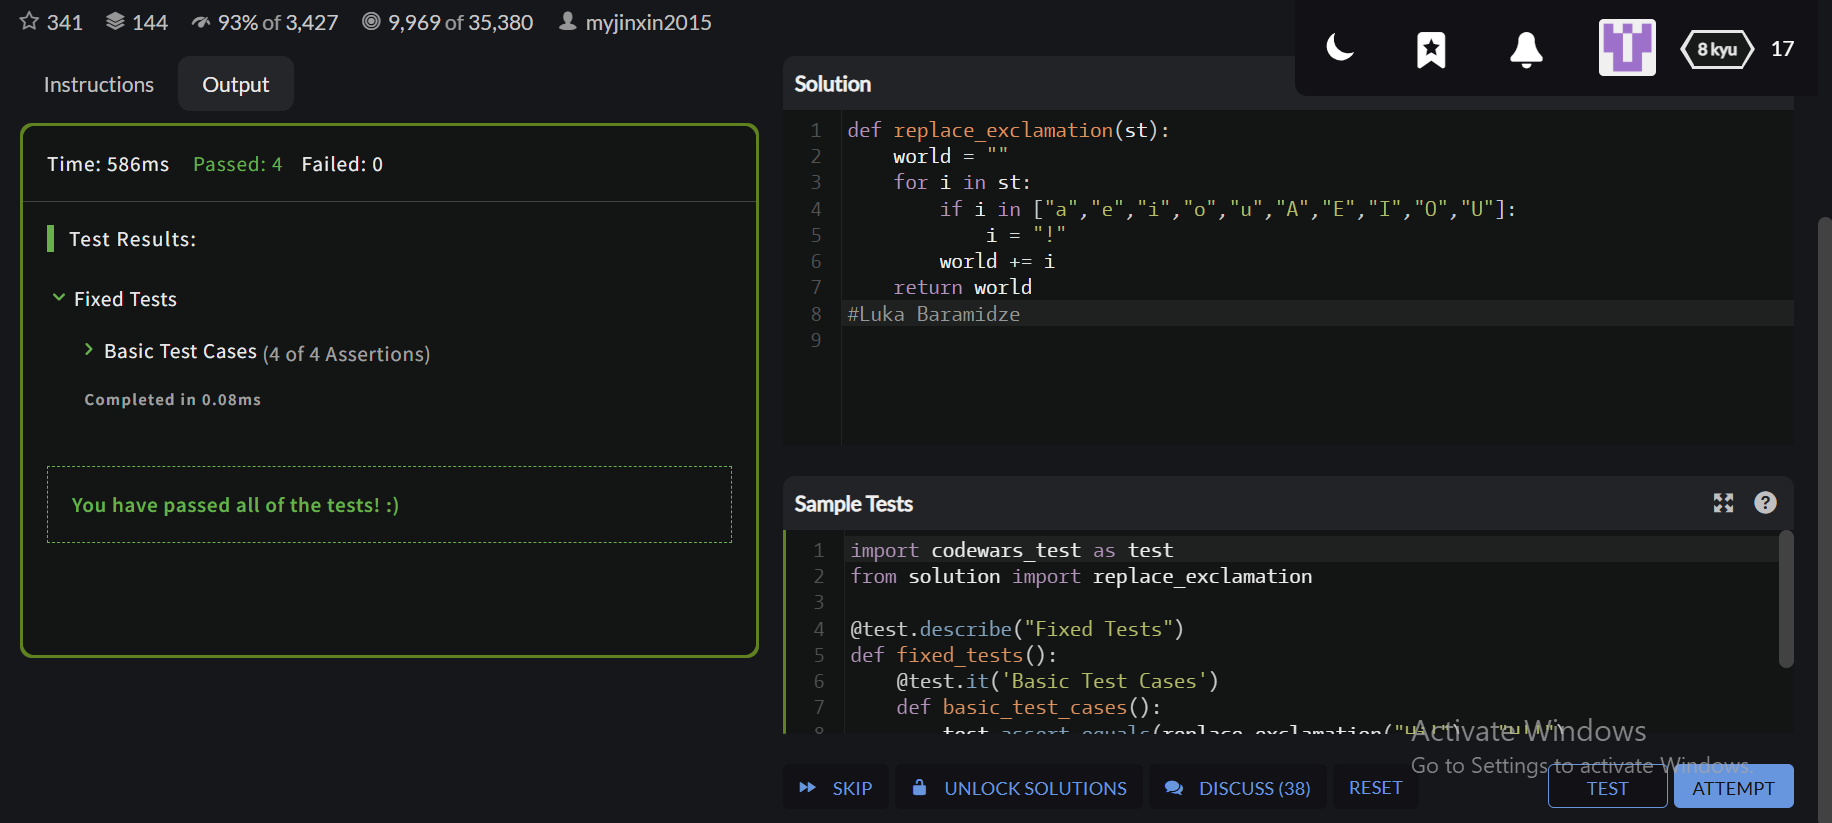 341 144 93% of 3,427 9,969 of 35,380 myjinxin2015
8 kyu 17
Instructions Output
Time: 586ms Passed: 4 Failed: 0
Test Results:
Fixed Tests
Basic Test Cases (4 of 4 Assertions)
Completed in 0.08ms
You have passed all of the tests! :)
Solution
1 def replace_exclamation(st):
2 world = ""
3 for i in st:
4 if i in ["a","e","i","o","u","A","E","I","O","U"]:
5 i = "!"
6 world += i
7 return world
8 #Luka Baramidze
9
Sample Tests
1 import codewars_test as test
2 from solution import replace_exclamation
3
4 @test.describe("Fixed Tests")
5 def fixed_tests():
6 @test.it('Basic Test Cases')
7 def basic_test_cases():
8 test.assert_equals(replace_exclamation(
Activate Windows
Go to Settings to activate Windows.
SKIP UNLOCK SOLUTIONS DISCUSS (38) RESET TEST ATTEMPT